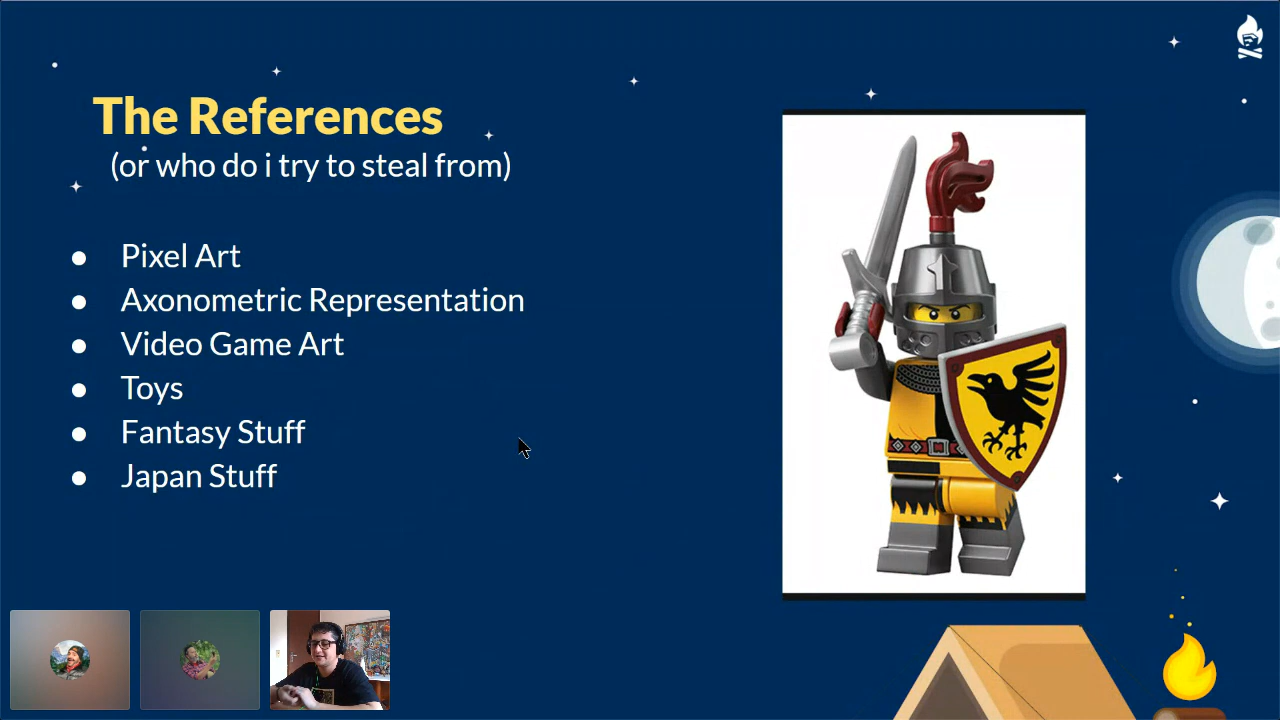 The References
(or who do i try to steal from)
● Pixel Art
● Axonometric Representation
● Video Game Art
● Toys
● Fantasy Stuff
● Japan Stuff